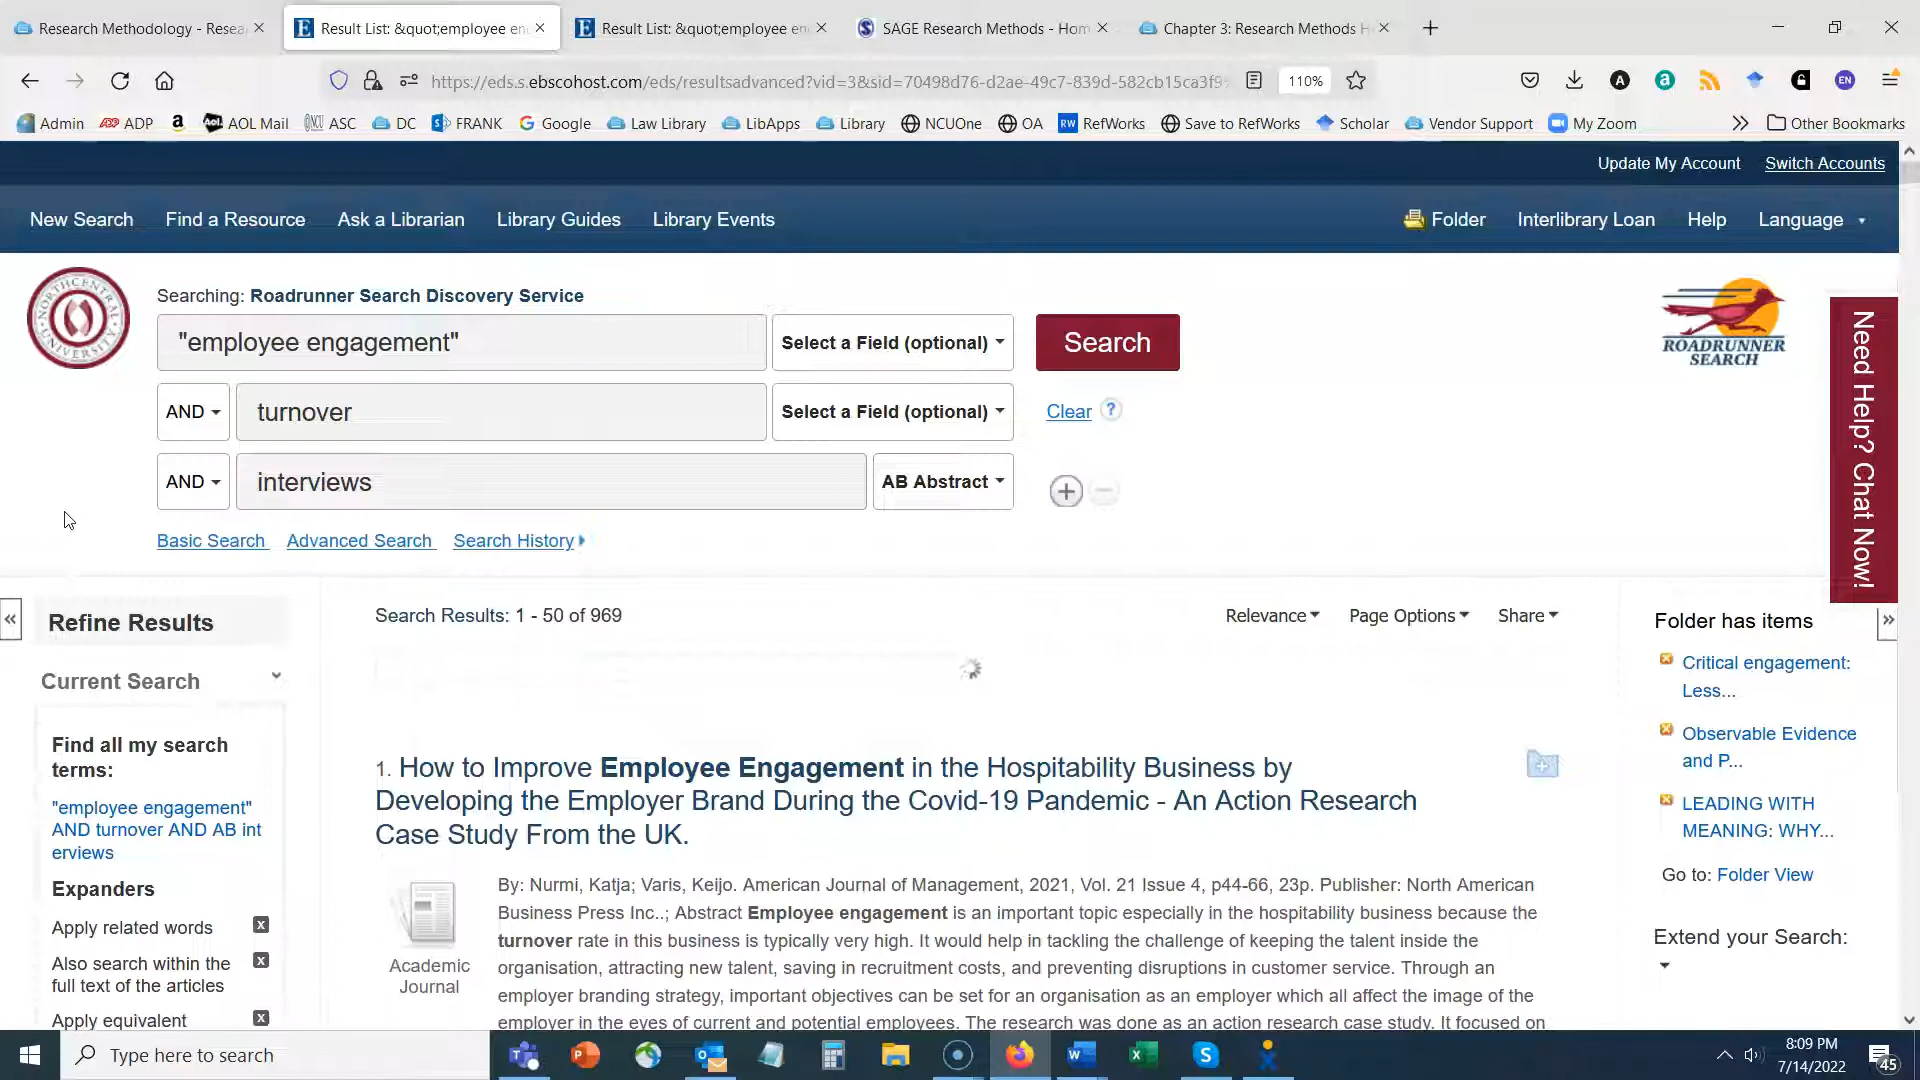 Research Methodology - Resea
Result List: &quot;employee en
Result List: &quot;employee en
SAGE Research Methods - Hom
Chapter 3: Research Methods H
https://eds.s.ebscohost.com/eds/resultsadvanced?vid=3&sid=70498d76-d2ae-49c7-839d-582cb15ca3f9
110%
A
a
EN
Admin
ADP
a
Aol.
AOL Mail
NCU
ASC
DC
FRANK
Google
Law Library
LibApps
Library
NCUOne
OA
RW
RefWorks
Save to RefWorks
Scholar
Vendor Support
My Zoom
Other Bookmarks
Update My Account
Switch Accounts
New Search
Find a Resource
Ask a Librarian
Library Guides
Library Events
Folder
Interlibrary Loan
Help
Language
NORTHCENTRAL UNIVERSITY
Searching: Roadrunner Search Discovery Service
"employee engagement"
Select a Field (optional)
Search
ROADRUNNER
SEARCH
Need Help? Chat Now!
AND
turnover
Select a Field (optional)
Clear
?
AND
interviews
AB Abstract
Basic Search
Advanced Search
Search History
Refine Results
Current Search
Find all my search
terms:
"employee engagement"
AND turnover AND AB int
erviews
Expanders
Apply related words
Also search within the
full text of the articles
Apply equivalent
Search Results: 1 - 50 of 969
Relevance
Page Options
Share
1. How to Improve Employee Engagement in the Hospitability Business by
Developing the Employer Brand During the Covid-19 Pandemic - An Action Research
Case Study From the UK.
Academic
Journal
By: Nurmi, Katja; Varis, Keijo. American Journal of Management, 2021, Vol. 21 Issue 4, p44-66, 23p. Publisher: North American
Business Press Inc..; Abstract Employee engagement is an important topic especially in the hospitability business because the
turnover rate in this business is typically very high. It would help in tackling the challenge of keeping the talent inside the
organisation, attracting new talent, saving in recruitment costs, and preventing disruptions in customer service. Through an
employer branding strategy, important objectives can be set for an organisation as an employer which all affect the image of the
employer in the eyes of current and potential employees. The research was done as an action research case study. It focused on
Folder has items
Critical engagement:
Less...
Observable Evidence
and P...
LEADING WITH
MEANING: WHY...
Go to: Folder View
Extend your Search:
Type here to search
8:09 PM
7/14/2022
45